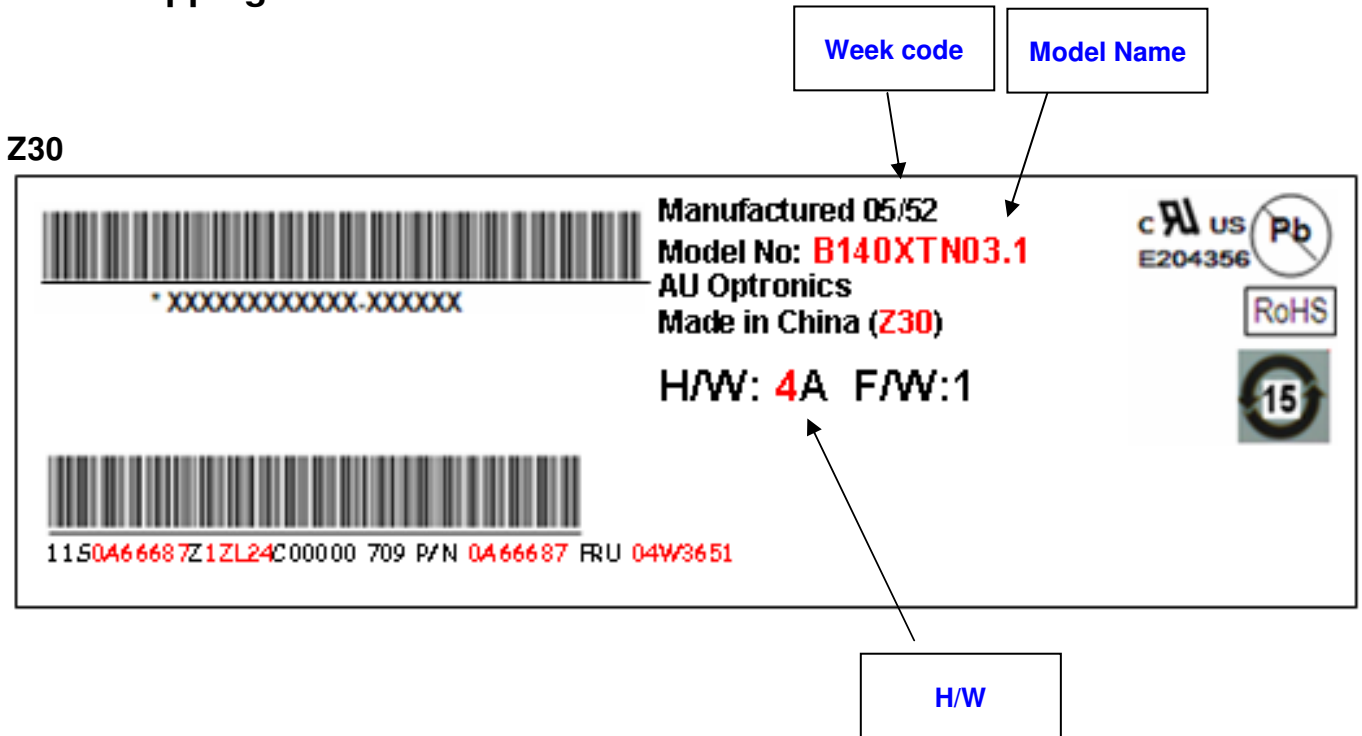 Week code
Model Name
Z30
Manufactured 05/52
Model No: B140XTN03.1
AU Optronics
Made in China (Z30)
H/W: 4A F/W:1
* XXXXXXXXXXXX-XXXXXX
c RU US
E204356
Pb
RoHS
15
11S0A66687Z1ZL24C00000 709 P/N 0A66687 FRU 04W3651
H/W